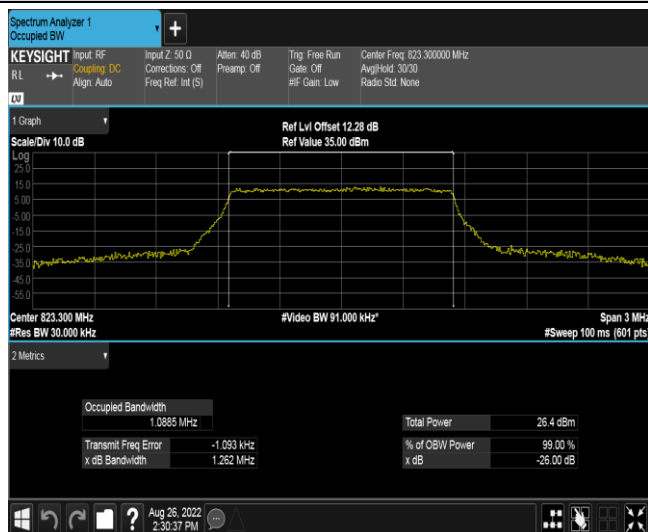 Spectrum Analyzer 1
Occupied BW
KEYSIGHT
RL
Input: RF
Coupling: DC
Align: Auto
Input Z: 50 Ω
Corrections: Off
Freq Ref: Int (S)
Atten: 40 dB
Preamp: Off
Trig: Free Run
Gate: Off
#IF Gain: Low
Center Freq: 823.300000 MHz
Avg|Hold: 30/30
Radio Std: None
LXI
1 Graph
Scale/Div 10.0 dB
Ref Lvl Offset 12.28 dB
Ref Value 35.00 dBm
Log
25.0
15.0
5.00
-5.00
-15.0
-25.0
-35.0
-45.0
-55.0
Center 823.300 MHz
#Res BW 30.000 kHz
#Video BW 91.000 kHz*
Span 3 MHz
#Sweep 100 ms (601 pts)
2 Metrics
Occupied Bandwidth
1.0885 MHz
Transmit Freq Error -1.093 kHz
x dB Bandwidth 1.262 MHz
Total Power 26.4 dBm
% of OBW Power 99.00 %
x dB -26.00 dB
?
Aug 26, 2022
2:30:37 PM